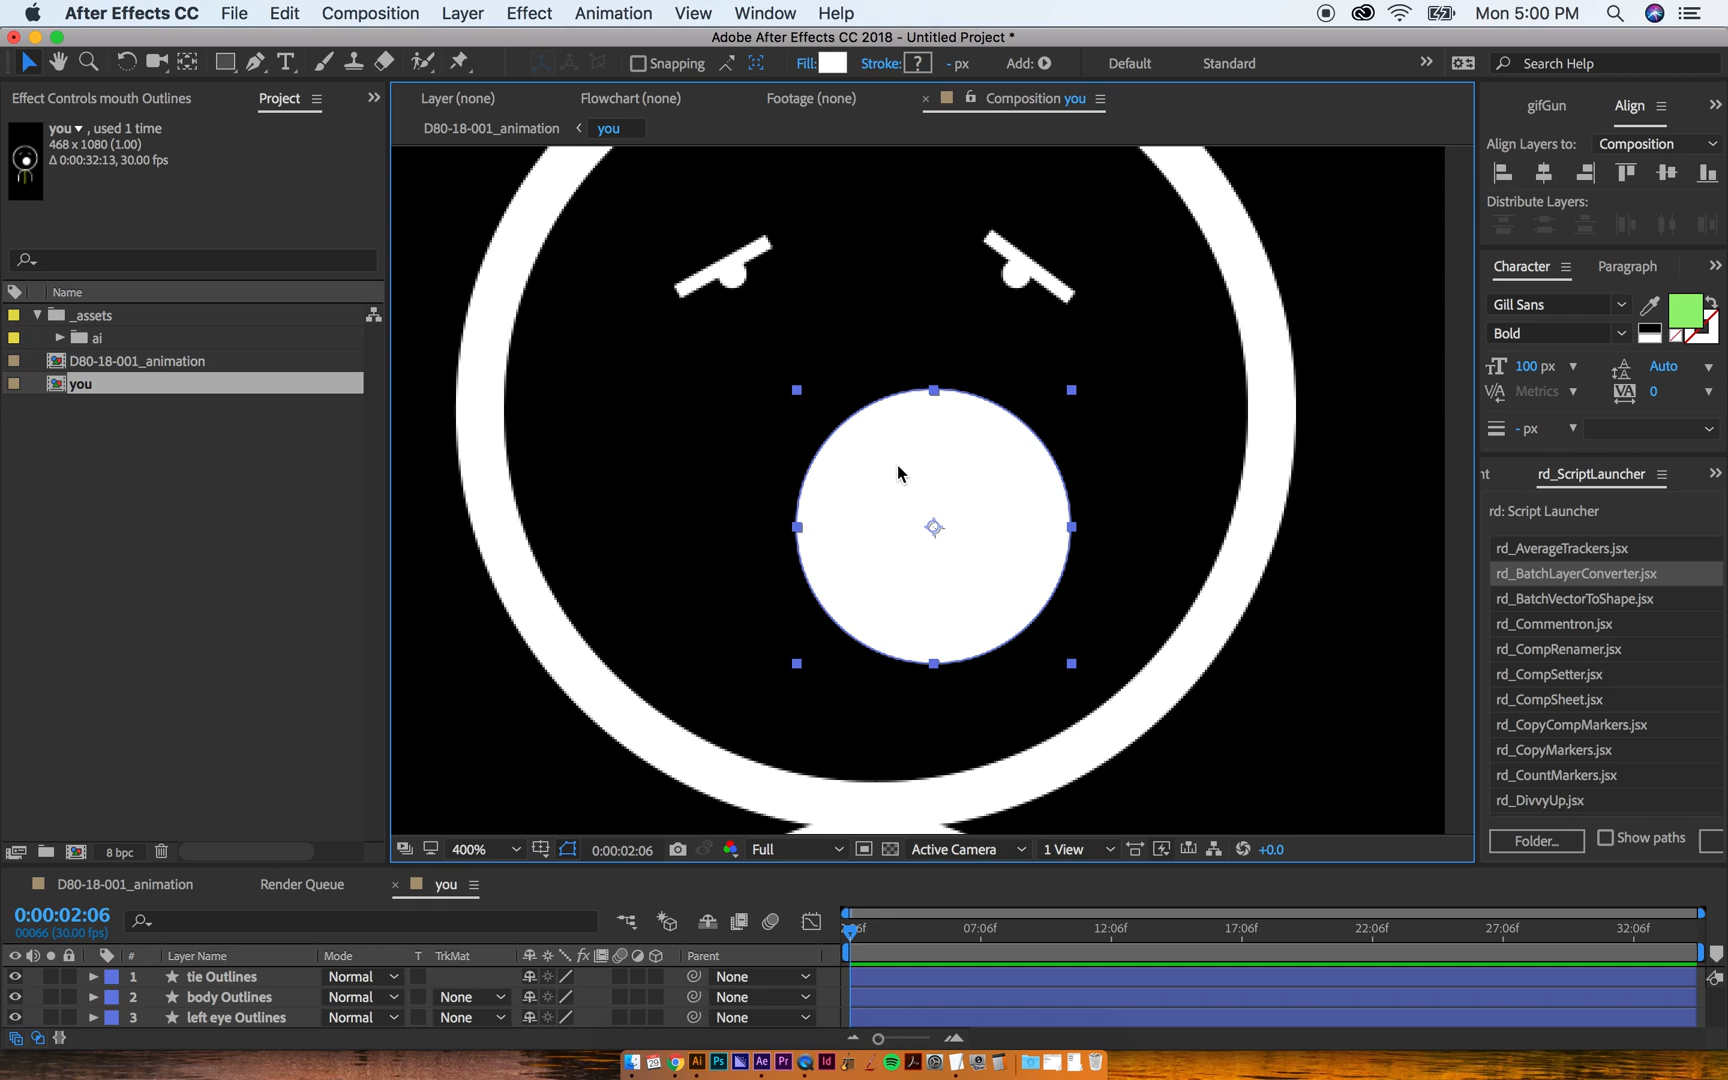 After Effects CC File Edit Composition Layer Effect Animation View Window Help Mon 5:00 PM
Adobe After Effects CC 2018 - Untitled Project *
Snapping Fill: Stroke: ? - px Add: Default Standard Search Help
Effect Controls mouth Outlines Project
Layer (none) Flowchart (none) Footage (none) Composition you
gifGun Align
D80-18-001_animation you
you , used 1 time
468 x 1080 (1.00)
Δ 0:00:32:13, 30.00 fps
Align Layers to: Composition
Distribute Layers:
Name
_assets
ai
D80-18-001_animation
you
Character Paragraph
Gill Sans
Bold
100 px Auto
Metrics 0
- px
nt rd_ScriptLauncher
rd: Script Launcher
rd_AverageTrackers.jsx
rd_BatchLayerConverter.jsx
rd_BatchVectorToShape.jsx
rd_Commentron.jsx
rd_CompRenamer.jsx
rd_CompSetter.jsx
rd_CompSheet.jsx
rd_CopyCompMarkers.jsx
rd_CopyMarkers.jsx
rd_CountMarkers.jsx
rd_DivvyUp.jsx
Folder... Show paths
8 bpc
400% 0:00:02:06 Full Active Camera 1 View +0.0
D80-18-001_animation Render Queue you
0:00:02:06
00066 (30.00 fps)
07:06f 12:06f 17:06f 22:06f 27:06f 32:06f
# Layer Name Mode T TrkMat fx Parent
1 tie Outlines Normal None
2 body Outlines Normal None None
3 left eye Outlines Normal None None
Ai Ps Ae Pr Id